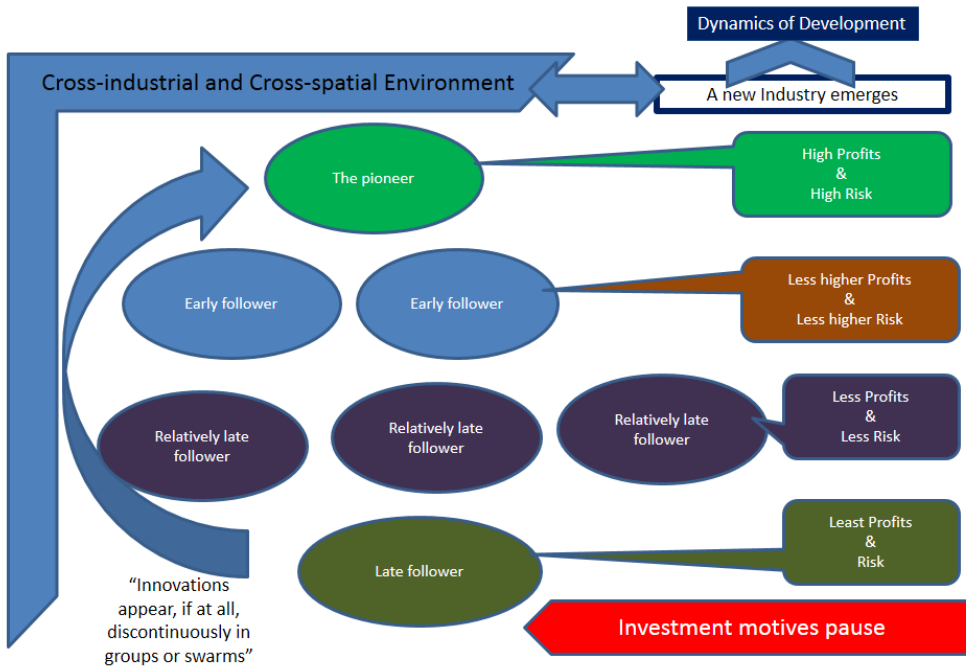 Dynamics of Development
Cross-industrial and Cross-spatial Environment
A new Industry emerges
The pioneer
High Profits
&
High Risk
Early follower
Early follower
Less higher Profits
&
Less higher Risk
Relatively late
follower
Relatively late
follower
Relatively late
follower
Less Profits
&
Less Risk
Late follower
Least Profits
&
Risk
“Innovations
appear, if at all,
discontinuously in
groups or swarms”
Investment motives pause